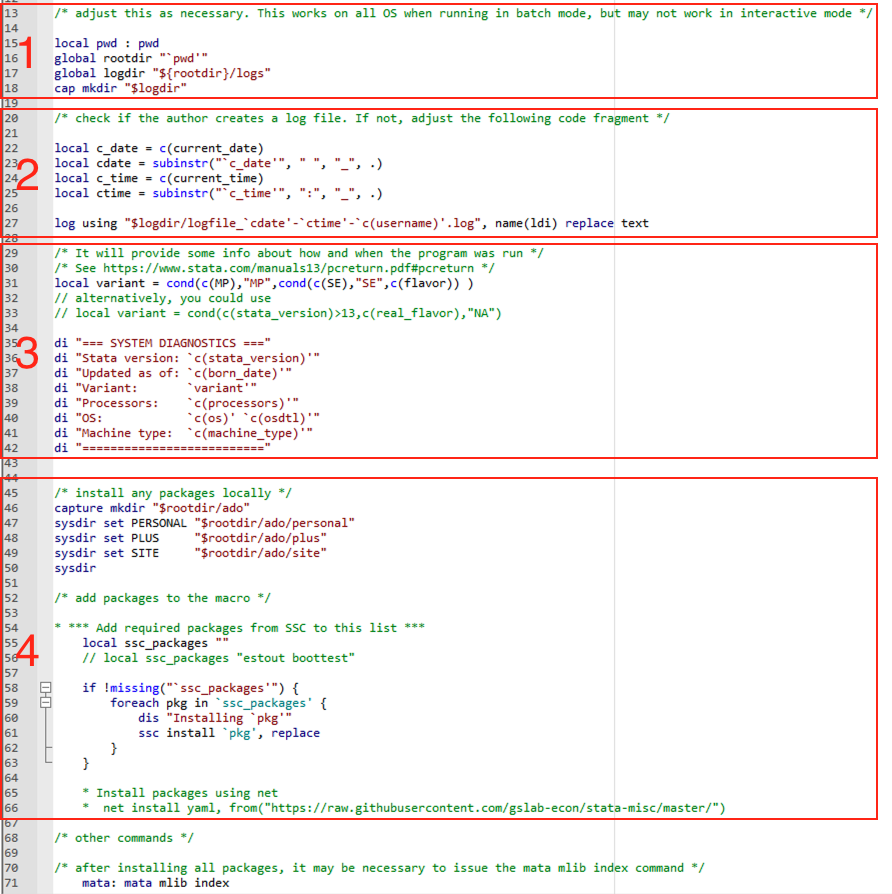 13 /* adjust this as necessary. This works on all OS when running in batch mode, but may not work in interactive mode */
14
15 local pwd : pwd
1
16 global rootdir "`pwd'"
17 global logdir "${rootdir}/logs"
18 cap mkdir "$logdir"
19
20 /* check if the author creates a log file. If not, adjust the following code fragment */
21
22 local c_date = c(current_date)
23 local cdate = subinstr("`c_date'", " ", "_", .)
2
24 local c_time = c(current_time)
25 local ctime = subinstr("`c_time'", ":", "_", .)
26
27 log using "$logdir/logfile_`cdate'-`ctime'-`c(username)'.log", name(ldi) replace text
28
29 /* It will provide some info about how and when the program was run */
30 /* See https://www.stata.com/manuals13/pcreturn.pdf#pcreturn */
31 local variant = cond(c(MP),"MP",cond(c(SE),"SE",c(flavor)) )
32 // alternatively, you could use
33 // local variant = cond(c(stata_version)>13,c(real_flavor),"NA")
34
35 di "=== SYSTEM DIAGNOSTICS ==="
3
36 di "Stata version: `c(stata_version)'"
37 di "Updated as of: `c(born_date)'"
38 di "Variant:       `variant'"
39 di "Processors:    `c(processors)'"
40 di "OS:            `c(os)' `c(osdtl)'"
41 di "Machine type:  `c(machine_type)'"
42 di "=========================="
43
44
45 /* install any packages locally */
46 capture mkdir "$rootdir/ado"
47 sysdir set PERSONAL "$rootdir/ado/personal"
48 sysdir set PLUS     "$rootdir/ado/plus"
49 sysdir set SITE     "$rootdir/ado/site"
50 sysdir
51
52 /* add packages to the macro */
53
54 * *** Add required packages from SSC to this list ***
55     local ssc_packages ""
4
56     // local ssc_packages "estout boottest"
57
58     if !missing("`ssc_packages'") {
59         foreach pkg in `ssc_packages' {
60             dis "Installing `pkg'"
61             ssc install `pkg', replace
62         }
63     }
64
65     * Install packages using net
66     *  net install yaml, from("https://raw.githubusercontent.com/gslab-econ/stata-misc/master/")
67
68 /* other commands */
69
70 /* after installing all packages, it may be necessary to issue the mata mlib index command */
71     mata: mata mlib index